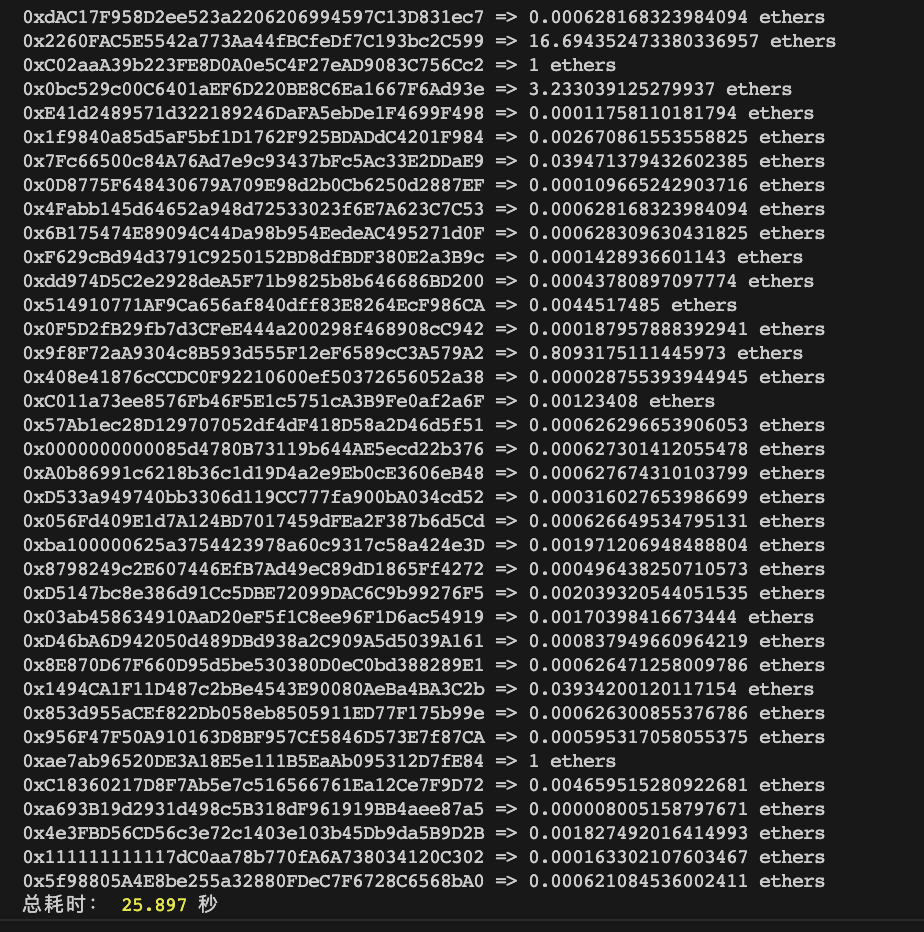 0xdAC17F958D2ee523a2206206994597C13D831ec7 => 0.000628168323984094 ethers
0x2260FAC5E5542a773Aa44fBCfeDf7C193bc2C599 => 16.694352473380336957 ethers
0xC02aaA39b223FE8D0A0e5C4F27eAD9083C756Cc2 => 1 ethers
0x0bc529c00C6401aEF6D220BE8C6Ea1667F6Ad93e => 3.233039125279937 ethers
0xE41d2489571d322189246DaFA5ebDe1F4699F498 => 0.00011758110181794 ethers
0x1f9840a85d5aF5bf1D1762F925BDADdC4201F984 => 0.002670861553558825 ethers
0x7Fc66500c84A76Ad7e9c93437bFc5Ac33E2DDaE9 => 0.039471379432602385 ethers
0x0D8775F648430679A709E98d2b0Cb6250d2887EF => 0.000109665242903716 ethers
0x4Fabb145d64652a948d72533023f6E7A623C7C53 => 0.000628168323984094 ethers
0x6B175474E89094C44Da98b954EedeAC495271d0F => 0.000628309630431825 ethers
0xF629cBd94d3791C9250152BD8dfBDF380E2a3B9c => 0.0001428936601143 ethers
0xdd974D5C2e2928deA5F71b9825b8b646686BD200 => 0.00043780897097774 ethers
0x514910771AF9Ca656af840dff83E8264EcF986CA => 0.0044517485 ethers
0x0F5D2fB29fb7d3CFeE444a200298f468908cC942 => 0.000187957888392941 ethers
0x9f8F72aA9304c8B593d555F12eF6589cC3A579A2 => 0.8093175111445973 ethers
0x408e41876cCCDC0F92210600ef50372656052a38 => 0.000028755393944945 ethers
0xC011a73ee8576Fb46F5E1c5751cA3B9Fe0af2a6F => 0.00123408 ethers
0x57Ab1ec28D129707052df4dF418D58a2D46d5f51 => 0.000626296653906053 ethers
0x0000000000085d4780B73119b644AE5ecd22b376 => 0.000627301412055478 ethers
0xA0b86991c6218b36c1d19D4a2e9Eb0cE3606eB48 => 0.000627674310103799 ethers
0xD533a949740bb3306d119CC777fa900bA034cd52 => 0.000316027653986699 ethers
0x056Fd409E1d7A124BD7017459dFEa2F387b6d5Cd => 0.000626649534795131 ethers
0xba100000625a3754423978a60c9317c58a424e3D => 0.001971206948488804 ethers
0x8798249c2E607446EfB7Ad49eC89dD1865Ff4272 => 0.000496438250710573 ethers
0xD5147bc8e386d91Cc5DBE72099DAC6C9b99276F5 => 0.002039320544051535 ethers
0x03ab458634910AaD20eF5f1C8ee96F1D6ac54919 => 0.00170398416673444 ethers
0xD46bA6D942050d489DBd938a2C909A5d5039A161 => 0.000837949660964219 ethers
0x8E870D67F660D95d5be530380D0eC0bd388289E1 => 0.000626471258009786 ethers
0x1494CA1F11D487c2bBe4543E90080AeBa4BA3C2b => 0.03934200120117154 ethers
0x853d955aCEf822Db058eb8505911ED77F175b99e => 0.000626300855376786 ethers
0x956F47F50A910163D8BF957Cf5846D573E7f87CA => 0.000595317058055375 ethers
0xae7ab96520DE3A18E5e111B5EaAb095312D7fE84 => 1 ethers
0xC18360217D8F7Ab5e7c516566761Ea12Ce7F9D72 => 0.004659515280922681 ethers
0xa693B19d2931d498c5B318dF961919BB4aee87a5 => 0.000008005158797671 ethers
0x4e3FBD56CD56c3e72c1403e103b45Db9da5B9D2B => 0.001827492016414993 ethers
0x111111111117dC0aa78b770fA6A738034120C302 => 0.000163302107603467 ethers
0x5f98805A4E8be255a32880FDeC7F6728C6568bA0 => 0.000621084536002411 ethers
总耗时： 25.897 秒